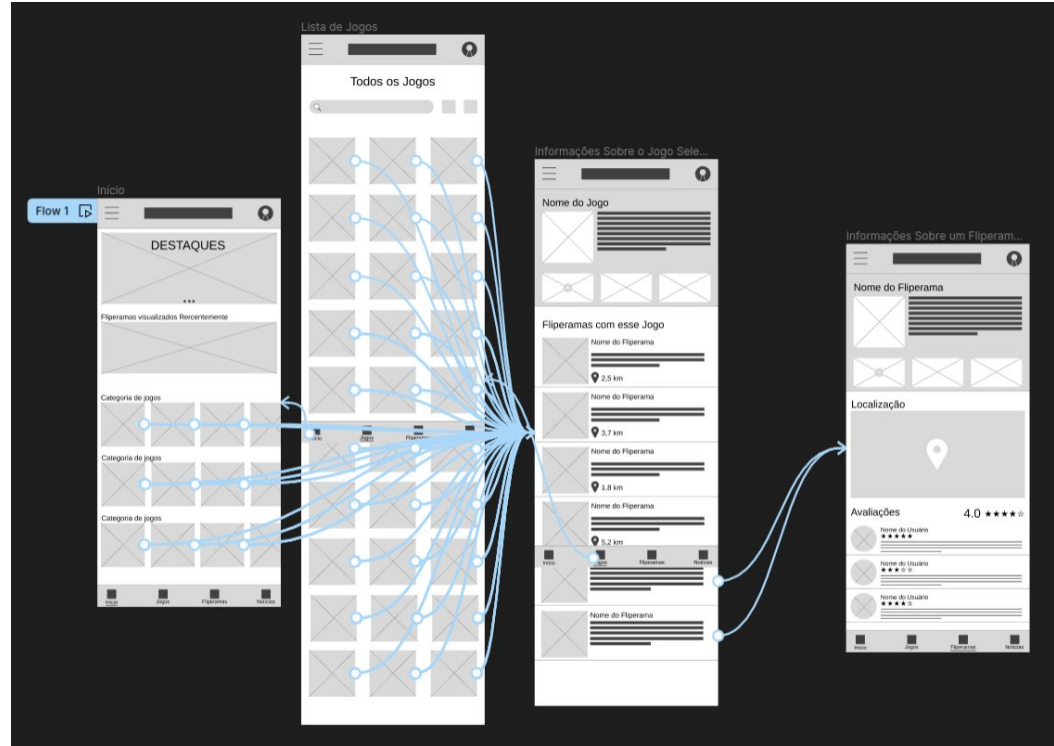 Lista de Jogos
Todos os Jogos
Início
Jogos
Fliperamas
Informações Sobre o Jogo Sele...
Nome do Jogo
Fliperamas com esse Jogo
Nome do Fliperama
2,5 km
Nome do Fliperama
3,7 km
Nome do Fliperama
1,8 km
Nome do Fliperama
5,2 km
Início
Jogos
Fliperamas
Notícias
Nome do Fliperama
Início
Flow 1
DESTAQUES
...
Fliperamas visualizados Rercentemente
Categoria de jogos
Categoria de jogos
Categoria de jogos
Início
Jogos
Fliperamas
Notícias
Informações Sobre um Fliperam...
Nome do Fliperama
Localização
Avaliações
4.0 ★★★★☆
Nome do Usuário
★★★★★
Nome do Usuário
★★★☆☆
Nome do Usuário
★★★★☆
Início
Jogos
Fliperamas
Notícias